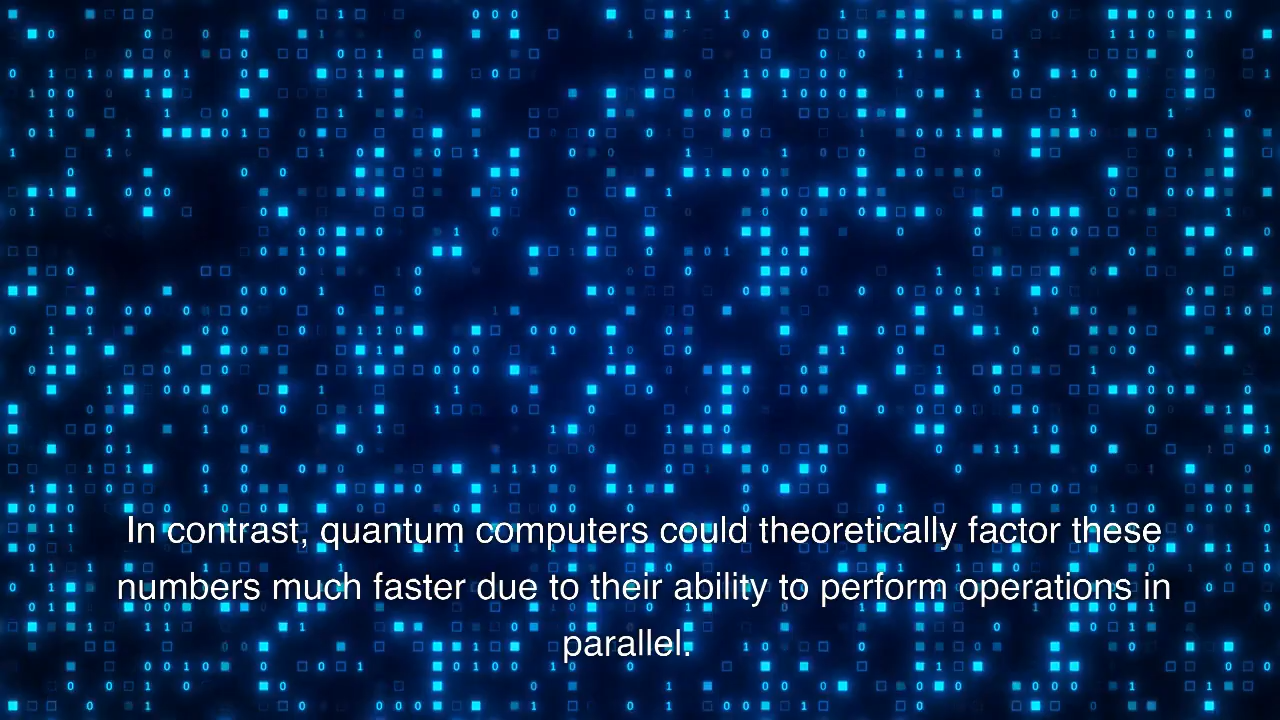 In contrast, quantum computers could theoretically factor these
numbers much faster due to their ability to perform operations in
parallel.